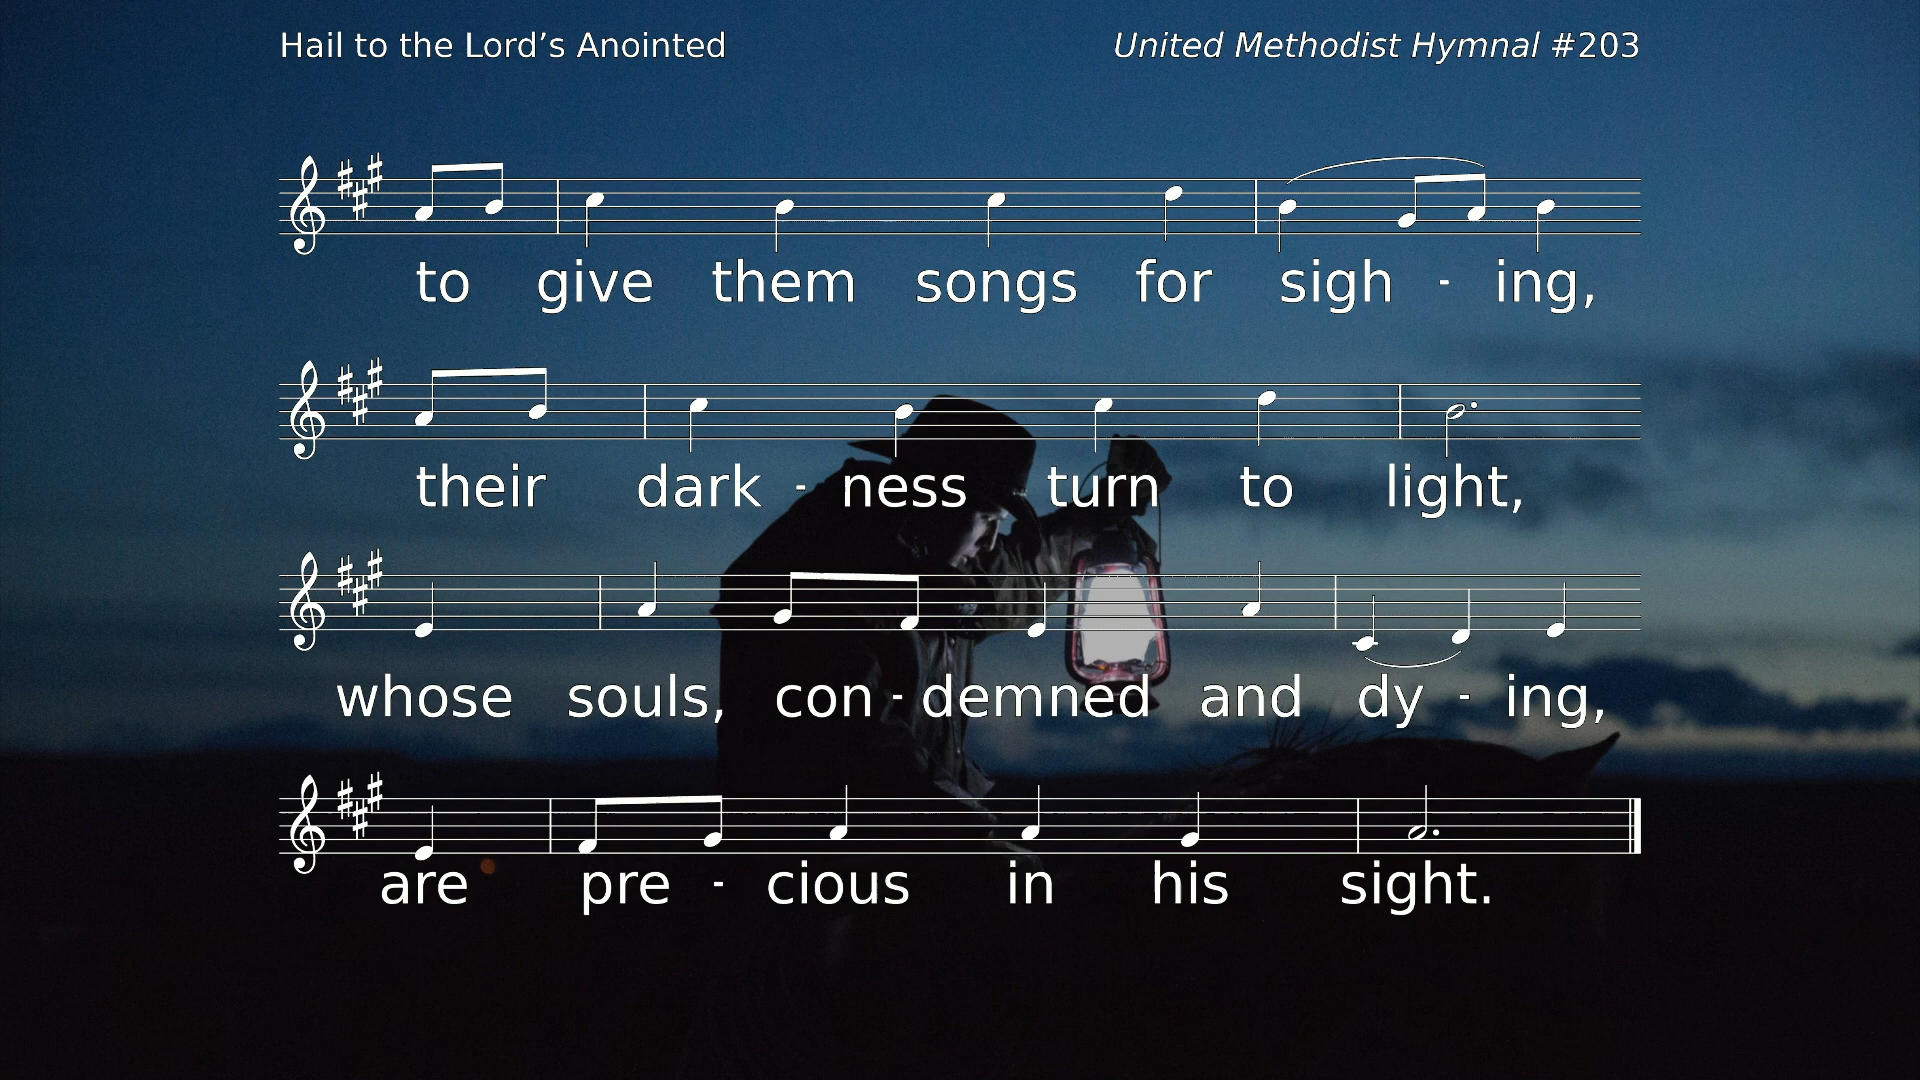 Hail to the Lord’s Anointed
United Methodist Hymnal #203
to give them songs for sigh - ing,
their dark - ness turn to light,
whose souls, con - demned and dy - ing,
are pre - cious in his sight.